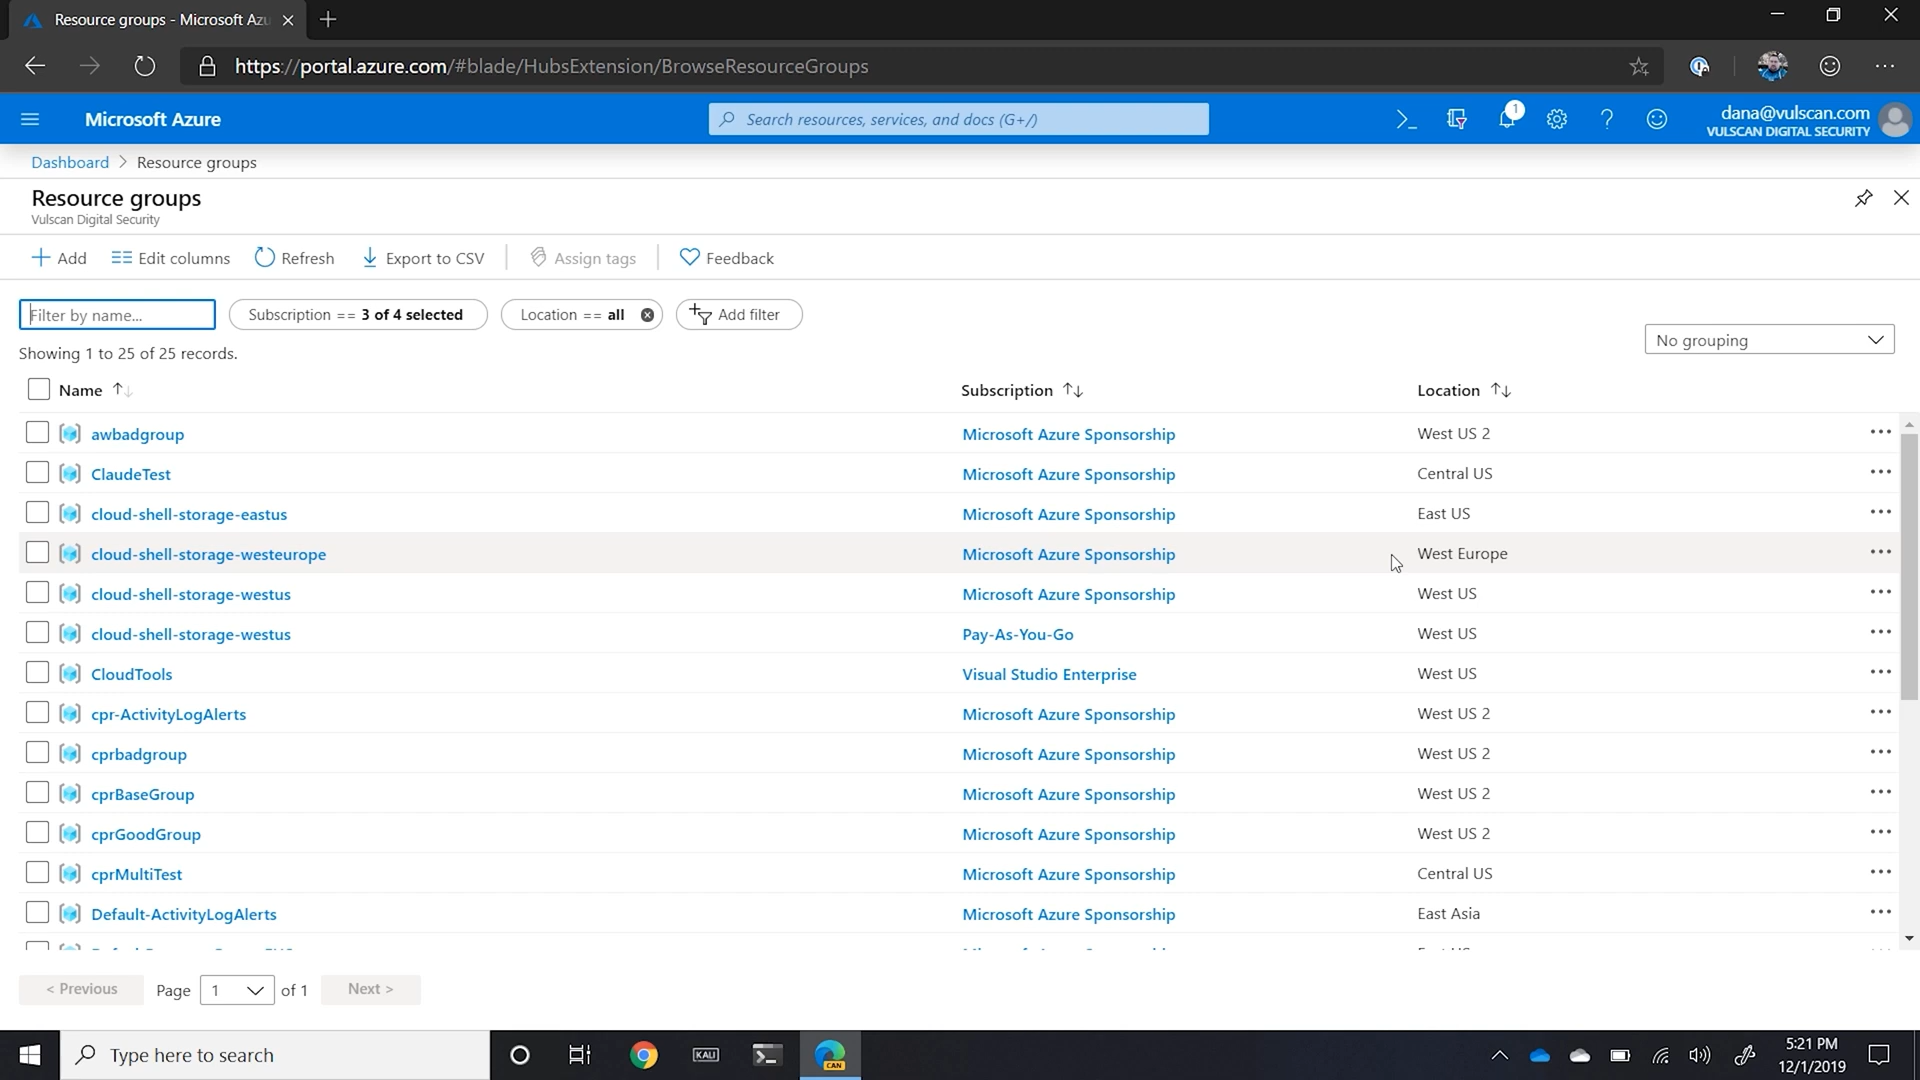 Resource groups - Microsoft Azu
https://portal.azure.com/#blade/HubsExtension/BrowseResourceGroups
Microsoft Azure
Search resources, services, and docs (G+/)
1
dana@vulscan.com
VULSCAN DIGITAL SECURITY
Dashboard > Resource groups
Resource groups
Vulscan Digital Security
Add Edit columns Refresh Export to CSV Assign tags Feedback
Filter by name... Subscription == 3 of 4 selected Location == all Add filter
No grouping
Showing 1 to 25 of 25 records.
Name Subscription Location
awbadgroup Microsoft Azure Sponsorship West US 2
ClaudeTest Microsoft Azure Sponsorship Central US
cloud-shell-storage-eastus Microsoft Azure Sponsorship East US
cloud-shell-storage-westeurope Microsoft Azure Sponsorship West Europe
cloud-shell-storage-westus Microsoft Azure Sponsorship West US
cloud-shell-storage-westus Pay-As-You-Go West US
CloudTools Visual Studio Enterprise West US
cpr-ActivityLogAlerts Microsoft Azure Sponsorship West US 2
cprbadgroup Microsoft Azure Sponsorship West US 2
cprBaseGroup Microsoft Azure Sponsorship West US 2
cprGoodGroup Microsoft Azure Sponsorship West US 2
cprMultiTest Microsoft Azure Sponsorship Central US
Default-ActivityLogAlerts Microsoft Azure Sponsorship East Asia
< Previous Page 1 of 1 Next >
Type here to search
KALI
CAN
5:21 PM
12/1/2019